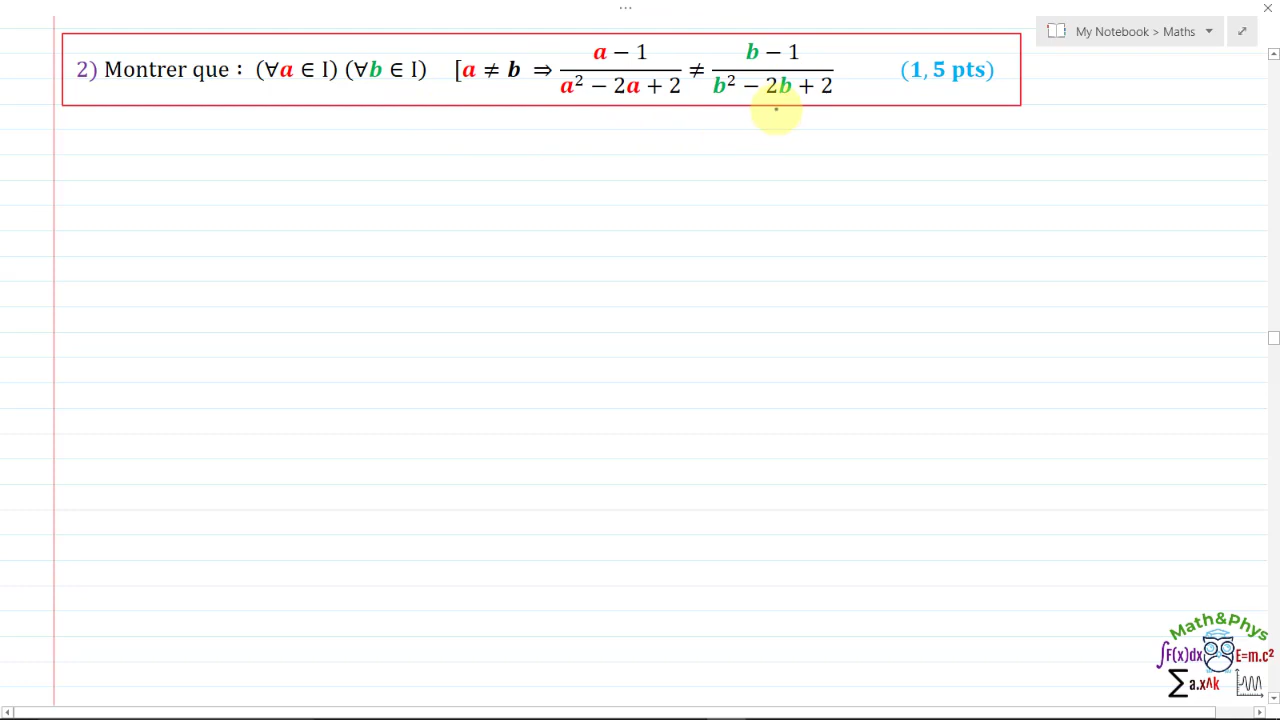 My Notebook > Maths
2) Montrer que : (∀a ∈ I) (∀b ∈ I) [a ≠ b ⇒ (a − 1)/(a² − 2a + 2) ≠ (b − 1)/(b² − 2b + 2) (1, 5 pts)
Math&Phys
∫F(x)dx E=m.c²
∑ a.x^k